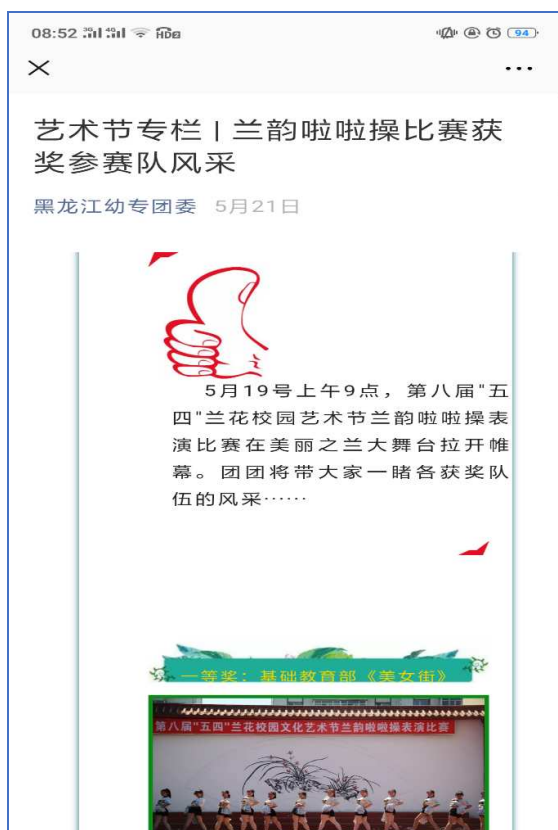 08:52
94
艺术节专栏 | 兰韵啦啦操比赛获
奖参赛队风采
黑龙江幼专团委 5月21日
5月19号上午9点，第八届"五
四"兰花校园艺术节兰韵啦啦操表
演比赛在美丽之兰大舞台拉开帷
幕。团团将带大家一睹各获奖队
伍的风采……
一等奖：基础教育部《美女街》
第八届"五四"兰花校园文化艺术节兰韵啦啦操表演比赛